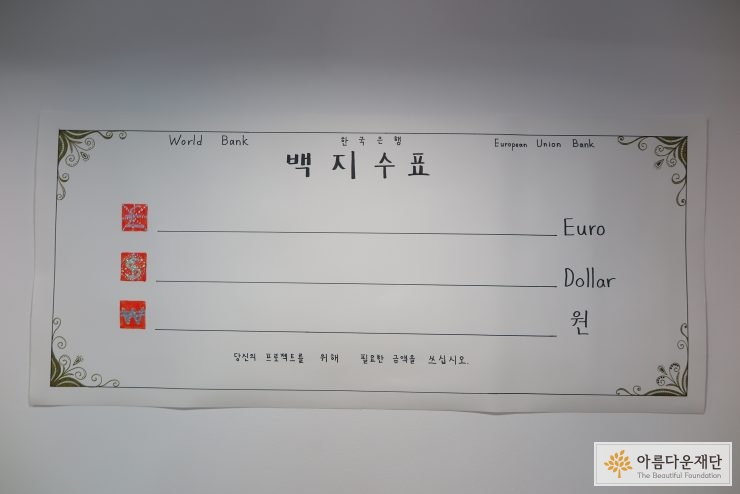 World Bank 한국은행 European Union Bank
백지수표
£ Euro
$ Dollar
₩ 원
당신의 프로젝트를 위해 필요한 금액을 쓰십시오.
아름다운재단
The Beautiful Foundation